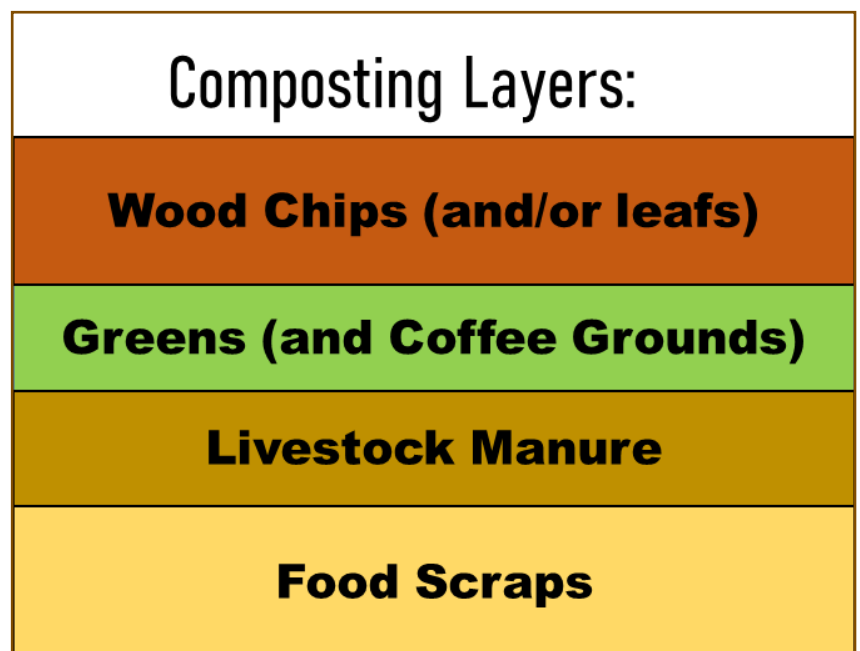 Composting Layers:
Wood Chips (and/or leafs)
Greens (and Coffee Grounds)
Livestock Manure
Food Scraps